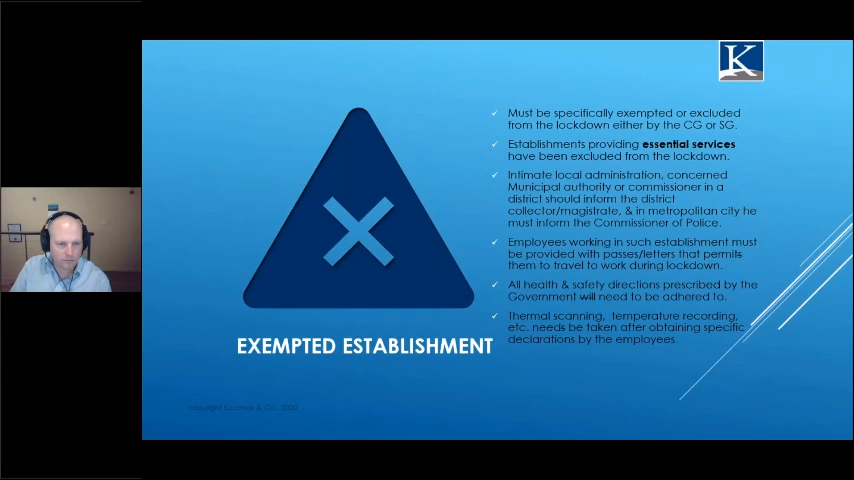 K
Must be specifically exempted or excluded
from the lockdown either by the CG or SG.
Establishments providing essential services
have been excluded from the lockdown.
Intimate local administration, concerned
Municipal authority or commissioner in a
district should inform the district
collector/magistrate, & in metropolitan city he
must inform the Commissioner of Police.
Employees working in such establishment must
be provided with passes/letters that permits
them to travel to work during lockdown.
All health & safety directions prescribed by the
Government will need to be adhered to.
Thermal scanning, temperature recording,
etc. needs be taken after obtaining specific
declarations by the employees.
EXEMPTED ESTABLISHMENT
copyright & Co., 2020